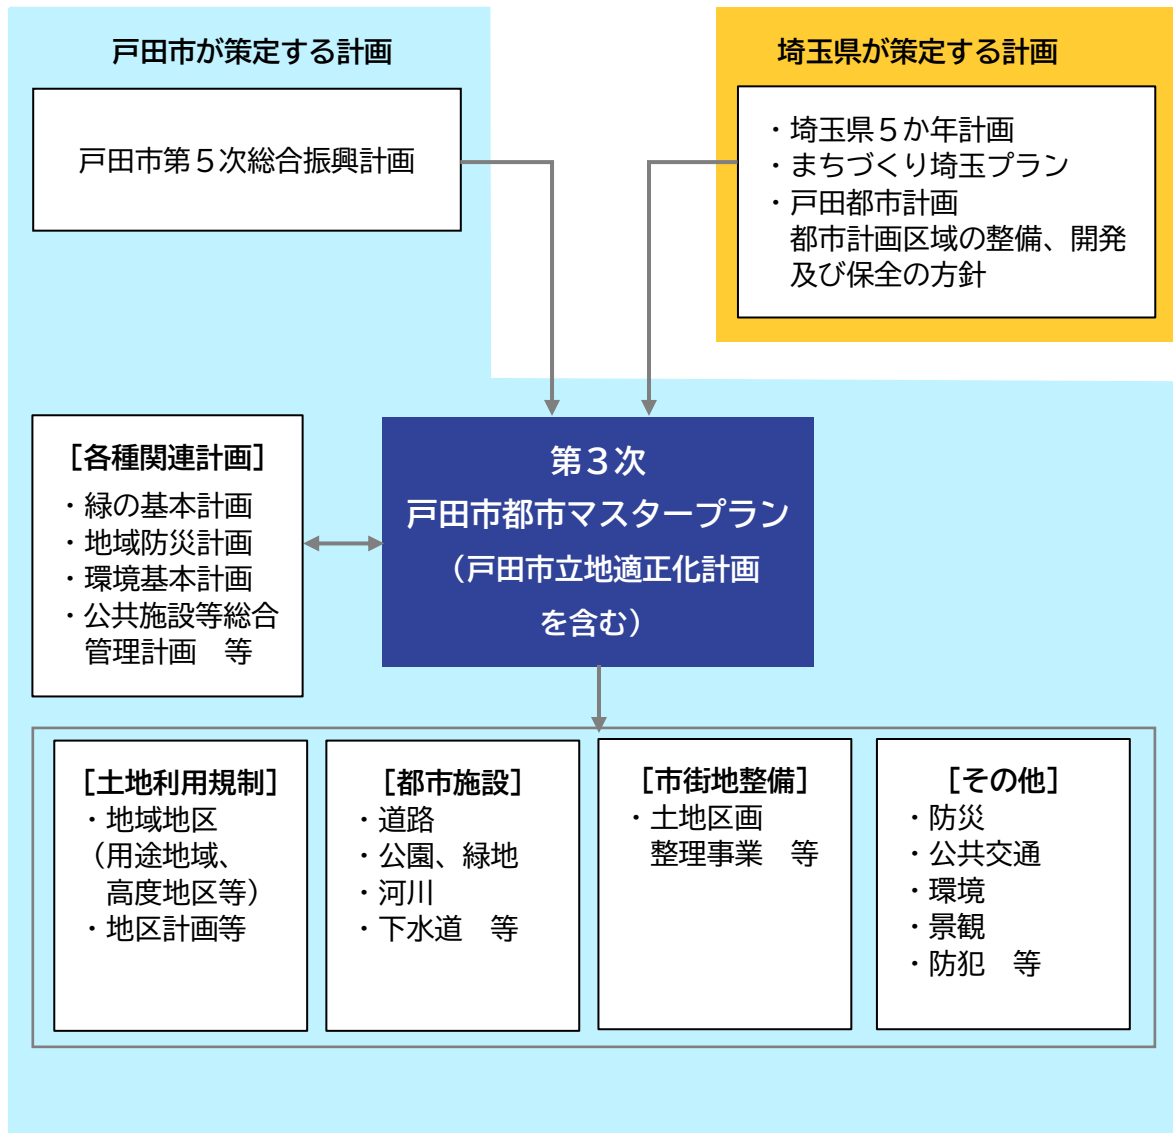 戸田市が策定する計画
戸田市第５次総合振興計画
埼玉県が策定する計画
・埼玉県５か年計画
・まちづくり埼玉プラン
・戸田都市計画
都市計画区域の整備、開発
及び保全の方針
［各種関連計画］
・緑の基本計画
・地域防災計画
・環境基本計画
・公共施設等総合
管理計画　等
第３次
戸田市都市マスタープラン
（戸田市立地適正化計画
を含む）
［土地利用規制］
・地域地区
（用途地域、
高度地区等）
・地区計画等
［都市施設］
・道路
・公園、緑地
・河川
・下水道　等
［市街地整備］
・土地区画
整理事業　等
［その他］
・防災
・公共交通
・環境
・景観
・防犯　等